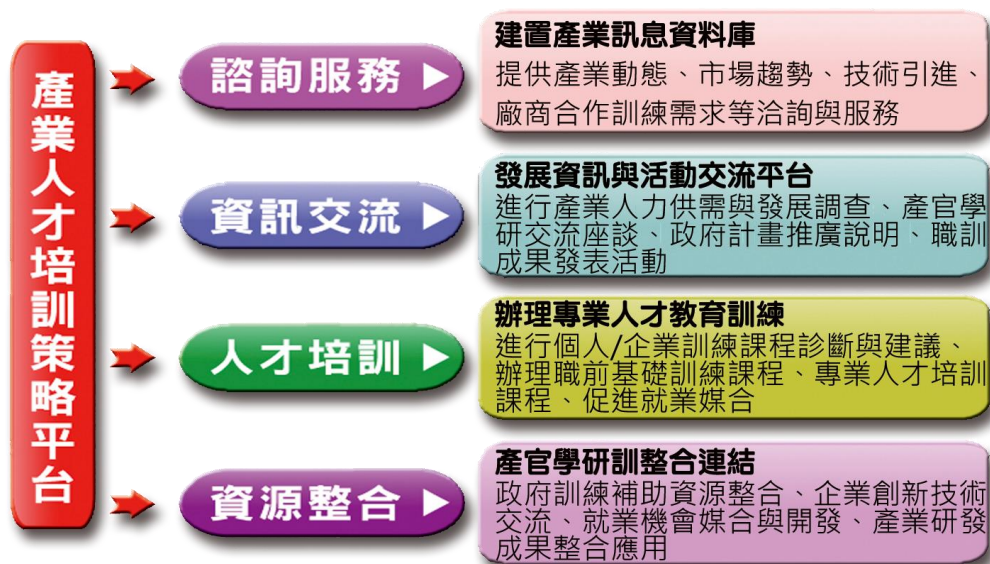 產業人才培訓策略平台
諮詢服務
建置產業訊息資料庫
提供產業動態、市場趨勢、技術引進、
廠商合作訓練需求等洽詢與服務
資訊交流
發展資訊與活動交流平台
進行產業人力供需與發展調查、產官學
研交流座談、政府計畫推廣說明、職訓
成果發表活動
人才培訓
辦理專業人才教育訓練
進行個人/企業訓練課程診斷與建議、
辦理職前基礎訓練課程、專業人才培訓
課程、促進就業媒合
資源整合
產官學研訓整合連結
政府訓練補助資源整合、企業創新技術
交流、就業機會媒合與開發、產業研發
成果整合應用